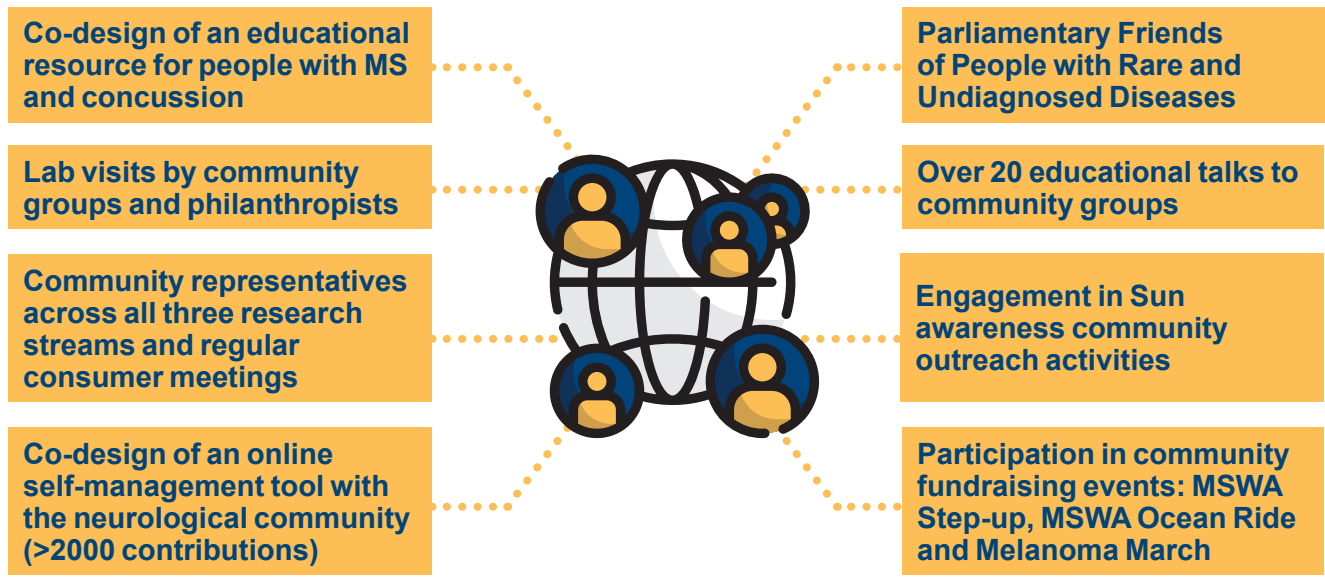 Co-design of an educational
resource for people with MS
and concussion
Lab visits by community
groups and philanthropists
Community representatives
across all three research
streams and regular
consumer meetings
Co-design of an online
self-management tool with
the neurological community
(>2000 contributions)
Parliamentary Friends
of People with Rare and
Undiagnosed Diseases
Over 20 educational talks to
community groups
Engagement in Sun
awareness community
outreach activities
Participation in community
fundraising events: MSWA
Step-up, MSWA Ocean Ride
and Melanoma March